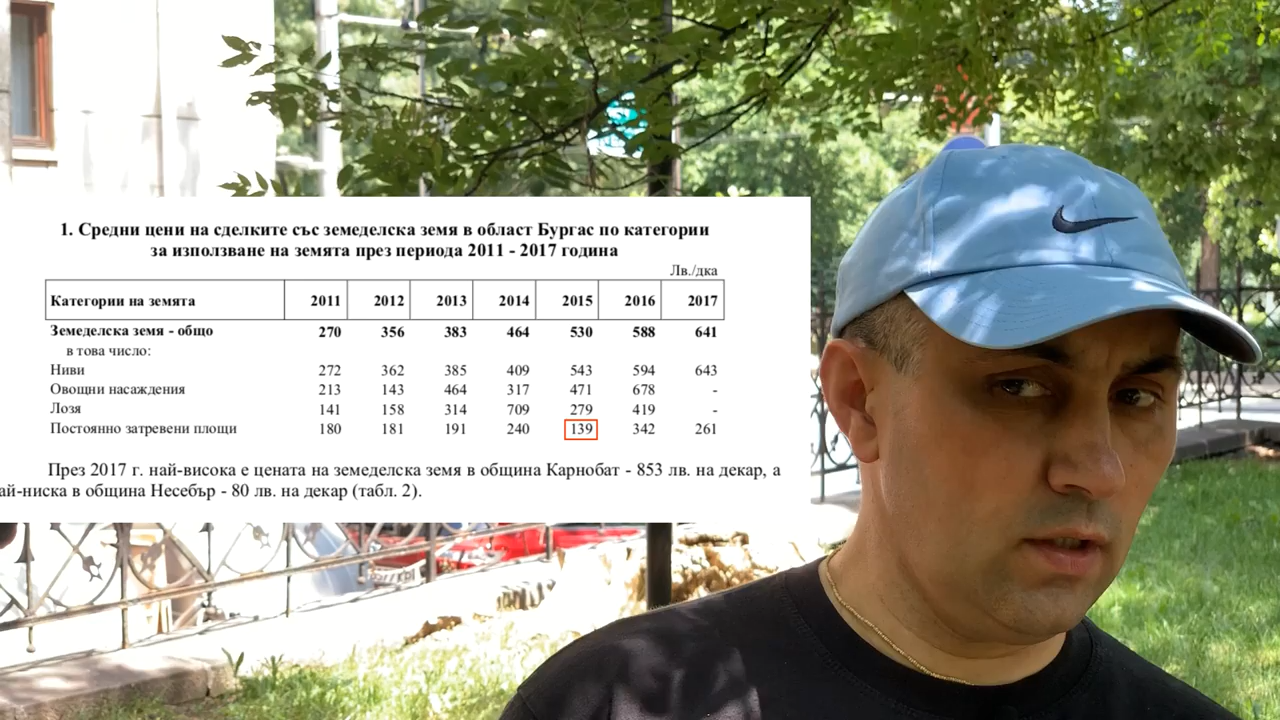 1. Средни цени на сделките със земеделска земя в област Бургас по категории
за използване на земята през периода 2011 - 2017 година
Лв./дка
Категории на земята 2011 2012 2013 2014 2015 2016 2017
Земеделска земя - общо 270 356 383 464 530 588 641
в това число:
Ниви 272 362 385 409 543 594 643
Овощни насаждения 213 143 464 317 471 678 -
Лозя 141 158 314 709 279 419 -
Постоянно затревени площи 180 181 191 240 139 342 261
През 2017 г. най-висока е цената на земеделска земя в община Карнобат - 853 лв. на декар, а
ай-ниска в община Несебър - 80 лв. на декар (табл. 2).